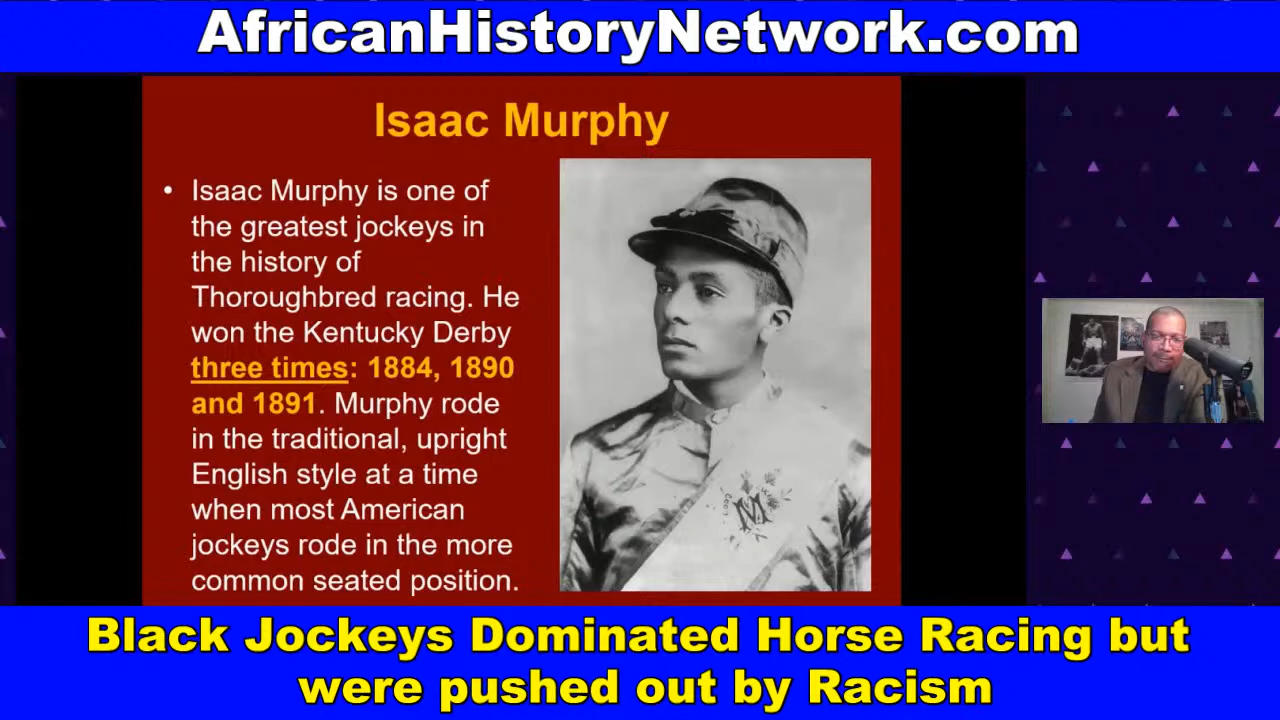 AfricanHistoryNetwork.com
Isaac Murphy
• Isaac Murphy is one of
the greatest jockeys in
the history of
Thoroughbred racing. He
won the Kentucky Derby
three times: 1884, 1890
and 1891. Murphy rode
in the traditional, upright
English style at a time
when most American
jockeys rode in the more
common seated position.
M
Black Jockeys Dominated Horse Racing but
were pushed out by Racism